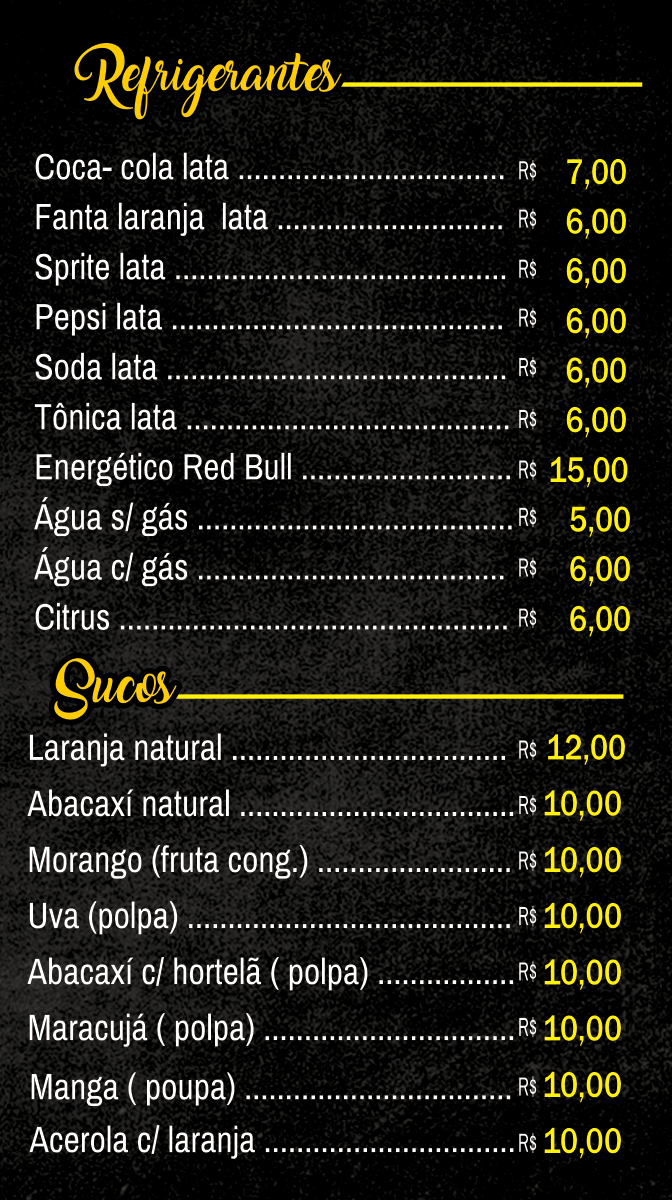 Refrigerantes
Coca- cola lata ................................. R$ 7,00
Fanta laranja  lata ............................ R$ 6,00
Sprite lata ......................................... R$ 6,00
Pepsi lata ......................................... R$ 6,00
Soda lata .......................................... R$ 6,00
Tônica lata ........................................ R$ 6,00
Energético Red Bull .......................... R$ 15,00
Água s/ gás ....................................... R$ 5,00
Água c/ gás ...................................... R$ 6,00
Citrus ................................................ R$ 6,00
Sucos
Laranja natural .................................. R$ 12,00
Abacaxí natural .................................. R$ 10,00
Morango (fruta cong.) ........................ R$ 10,00
Uva (polpa) ........................................ R$ 10,00
Abacaxí c/ hortelã ( polpa) ................. R$ 10,00
Maracujá ( polpa) ............................... R$ 10,00
Manga ( poupa) ................................. R$ 10,00
Acerola c/ laranja ............................... R$ 10,00